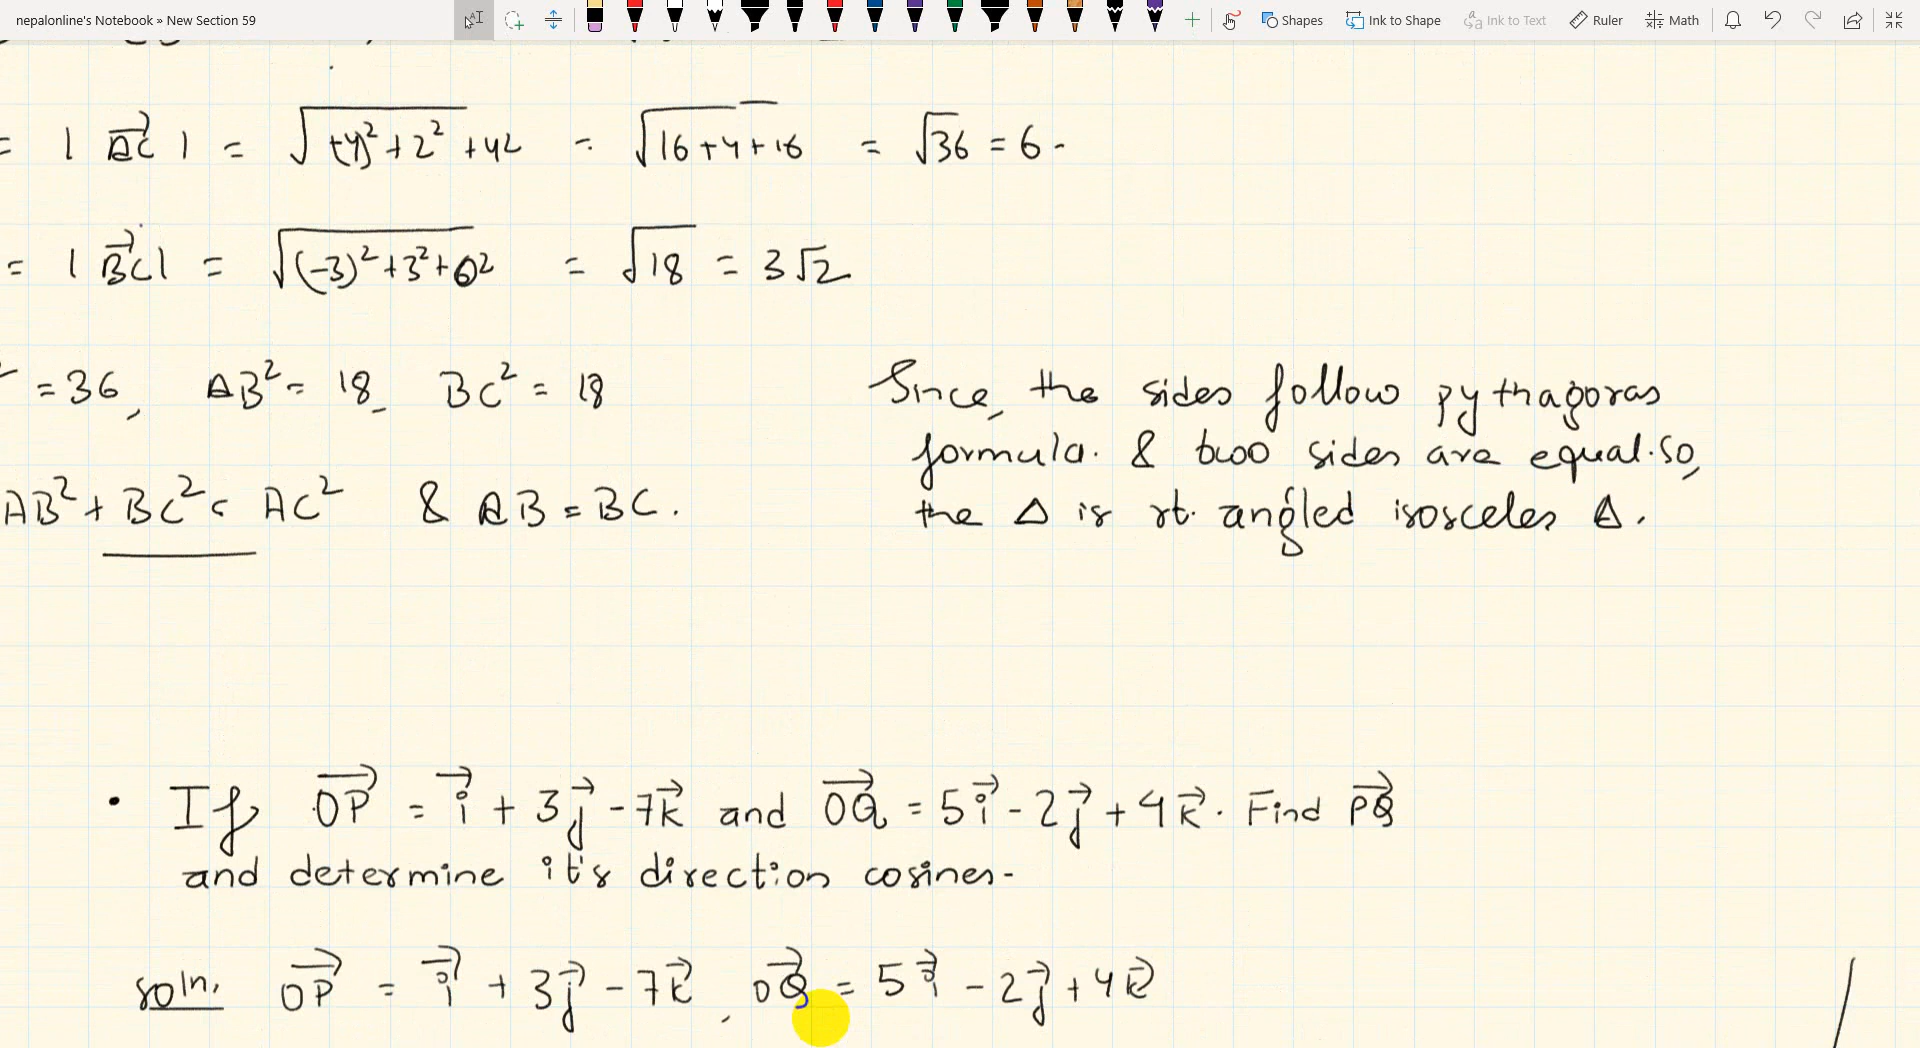 nepalonline's Notebook » New Section 59
Shapes Ink to Shape Ink to Text Ruler Math
= |AC⃗| = √((-4)²+2²+4²) = √(16+4+16) = √36 = 6.
= |BC⃗| = √((-3)²+3²+0²) = √18 = 3√2
² = 36, AB² = 18, BC² = 18
AB² + BC² = AC² & AB = BC.
Since, the sides follow pythagoras
formula. & two sides are equal. so,
the Δ is rt. angled isosceles Δ.
• If OP⃗ = i⃗ + 3j⃗ - 7k⃗ and OQ⃗ = 5i⃗ - 2j⃗ + 4k⃗. Find PQ⃗
and determine it's direction cosines.
soln. OP⃗ = i⃗ + 3j⃗ - 7k⃗, OQ⃗ = 5i⃗ - 2j⃗ + 4k⃗